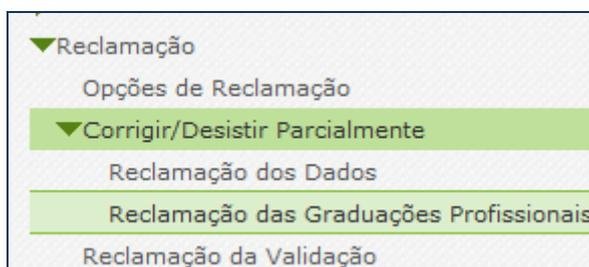 Reclamação
Opções de Reclamação
Corrigir/Desistir Parcialmente
Reclamação dos Dados
Reclamação das Graduações Profissionais
Reclamação da Validação